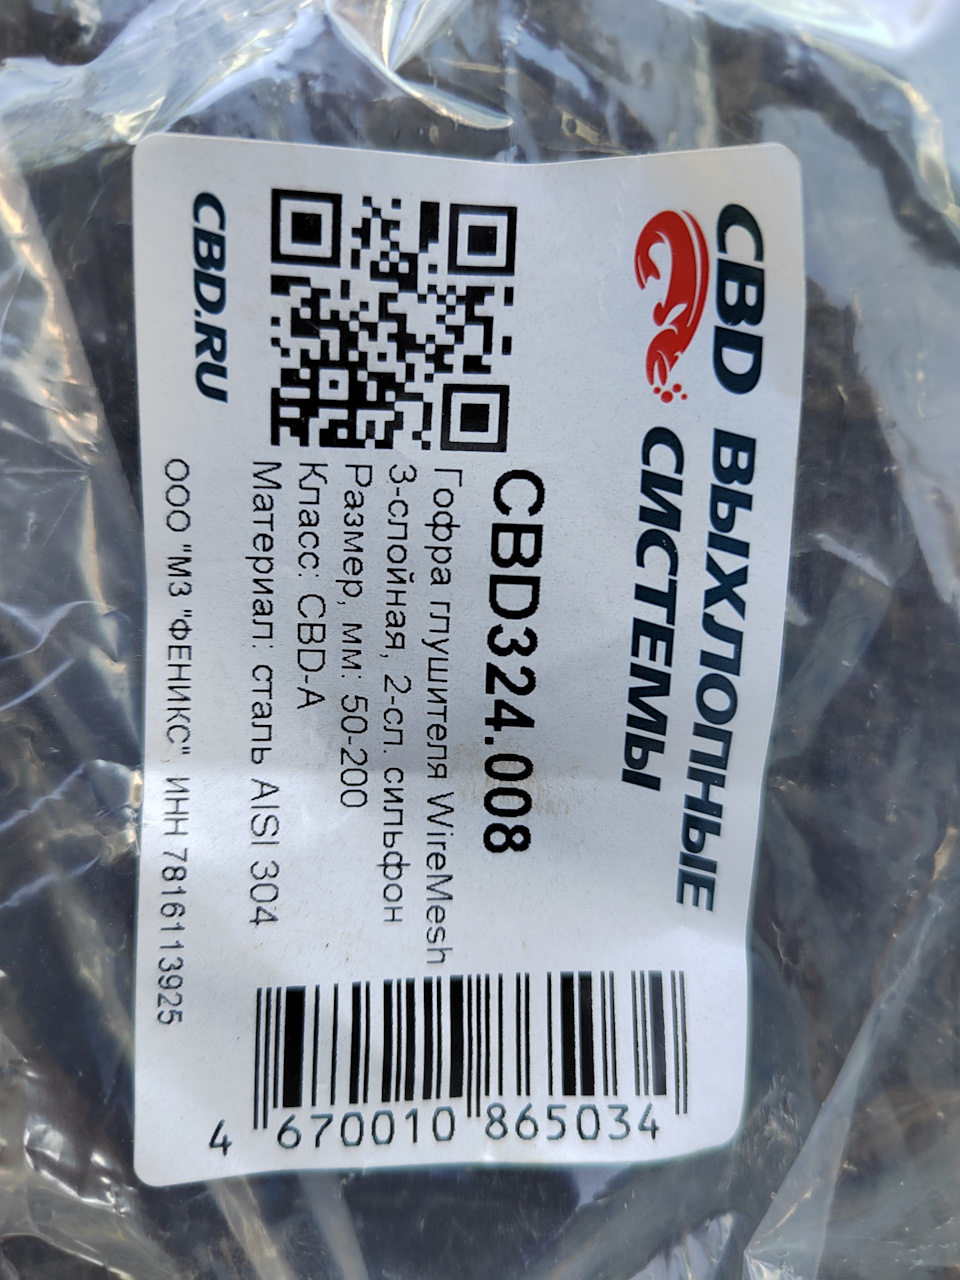 CBD ВЫХЛОПНЫЕ
СИСТЕМЫ
CBD324.008
Гофра глушителя WireMesh
3-слойная, 2-сл. сильфон
Размер, мм: 50-200
Класс: CBD-A
Материал: сталь AISI 304
CBD.RU
ООО "МЗ "ФЕНИКС", ИНН 7816113925
4 670010 865034